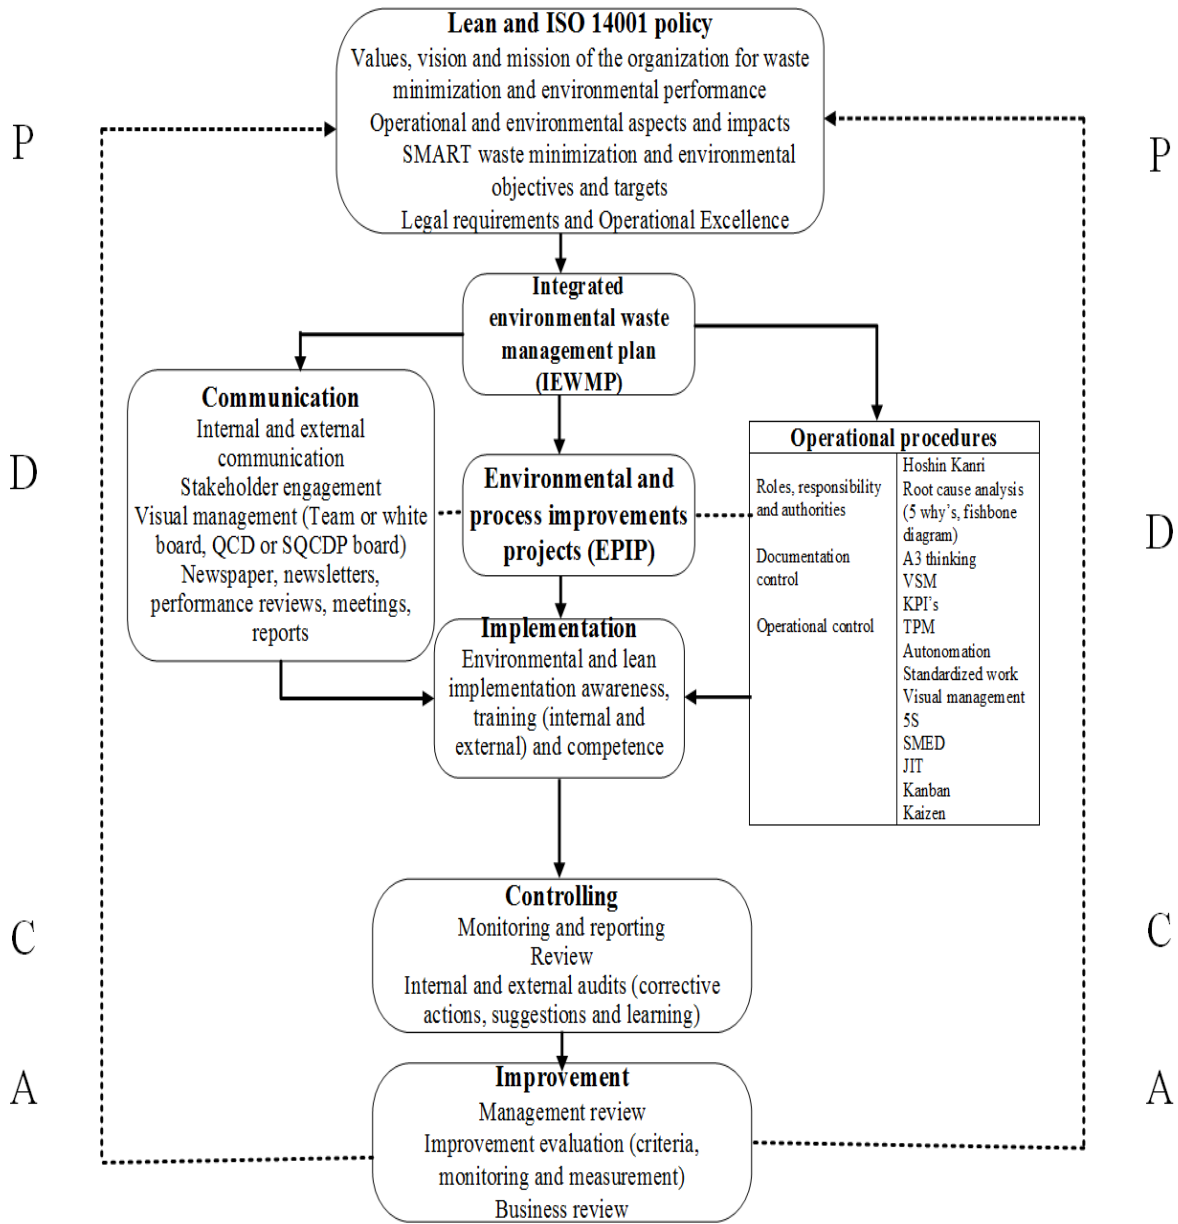 Lean and ISO 14001 policy
Values, vision and mission of the organization for waste
minimization and environmental performance
Operational and environmental aspects and impacts
SMART waste minimization and environmental
objectives and targets
Legal requirements and Operational Excellence
P
P
Integrated
environmental waste
management plan
(IEWMP)
Communication
Internal and external
communication
Stakeholder engagement
Visual management (Team or white
board, QCD or SQCDP board)
Newspaper, newsletters,
performance reviews, meetings,
reports
D
Environmental and
process improvements
projects (EPIP)
Operational procedures
Roles, responsibility
and authorities
Documentation
control
Operational control
Hoshin Kanri
Root cause analysis
(5 why's, fishbone
diagram)
A3 thinking
VSM
KPI's
TPM
Autonomation
Standardized work
Visual management
5S
SMED
JIT
Kanban
Kaizen
D
Implementation
Environmental and lean
implementation awareness,
training (internal and
external) and competence
C
Controlling
Monitoring and reporting
Review
Internal and external audits (corrective
actions, suggestions and learning)
C
A
Improvement
Management review
Improvement evaluation (criteria,
monitoring and measurement)
Business review
A